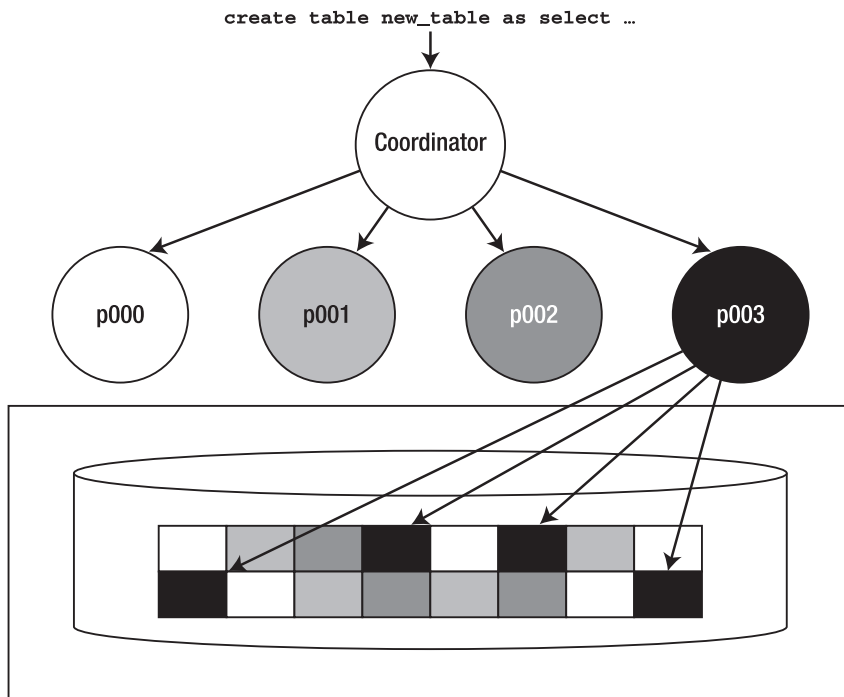 create table new_table as select …
Coordinator
p000
p001
p002
p003